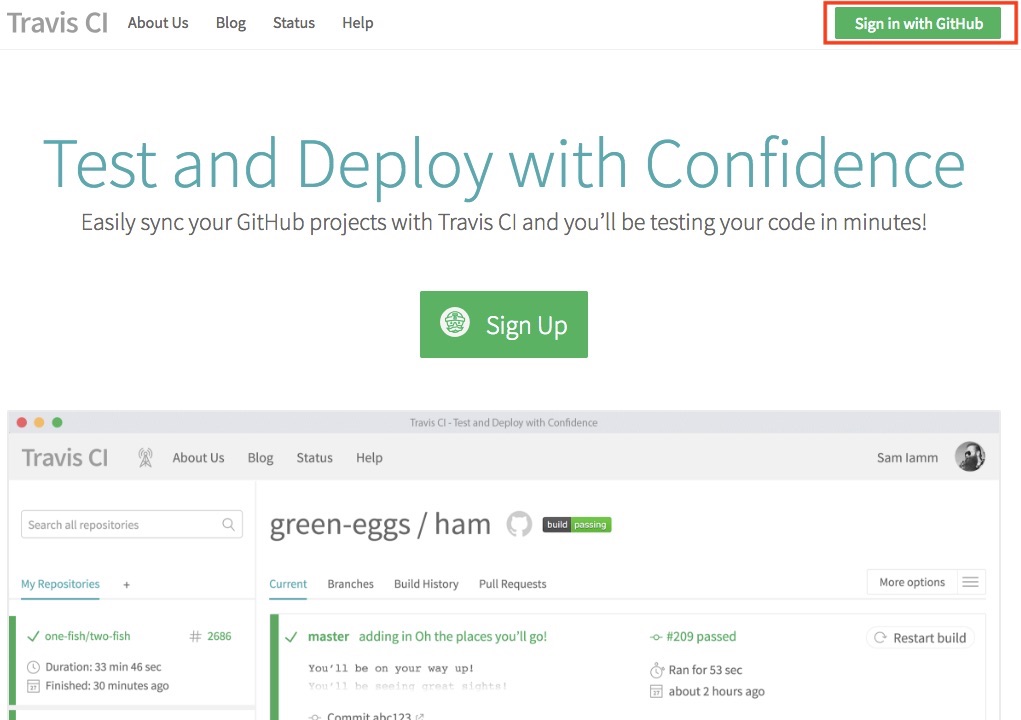 Travis CI About Us Blog Status Help Sign in with GitHub
Test and Deploy with Confidence
Easily sync your GitHub projects with Travis CI and you’ll be testing your code in minutes!
Sign Up
Travis CI - Test and Deploy with Confidence
Travis CI About Us Blog Status Help Sam Iamm
Search all repositories
green-eggs / ham build passing
My Repositories +
Current Branches Build History Pull Requests More options
one-fish/two-fish # 2686
Duration: 33 min 46 sec
Finished: 30 minutes ago
master adding in Oh the places you’ll go! #209 passed Restart build
You’ll be on your way up! Ran for 53 sec
You’ll be seeing great sights! about 2 hours ago
Commit abc123